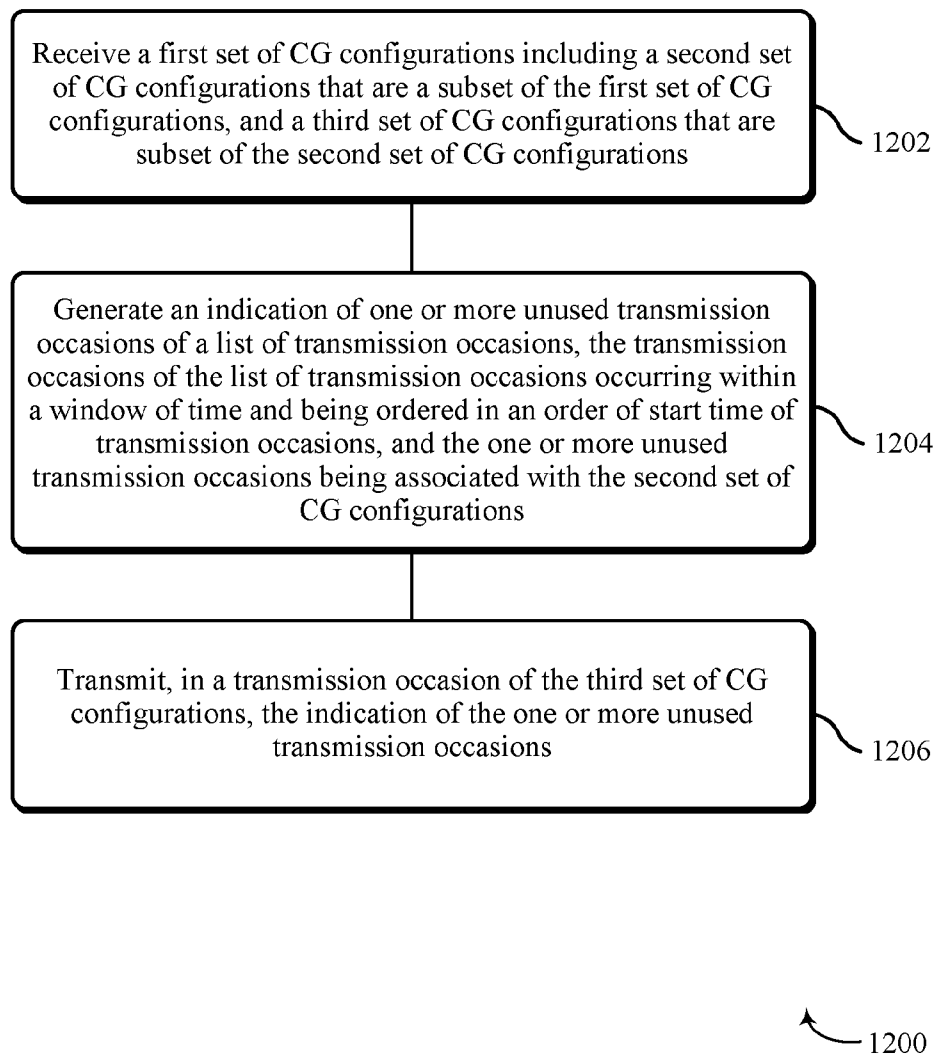 Receive a first set of CG configurations including a second set
of CG configurations that are a subset of the first set of CG
configurations, and a third set of CG configurations that are
subset of the second set of CG configurations
1202
Generate an indication of one or more unused transmission
occasions of a list of transmission occasions, the transmission
occasions of the list of transmission occasions occurring within
a window of time and being ordered in an order of start time of
transmission occasions, and the one or more unused
transmission occasions being associated with the second set of
CG configurations
1204
Transmit, in a transmission occasion of the third set of CG
configurations, the indication of the one or more unused
transmission occasions
1206
1200